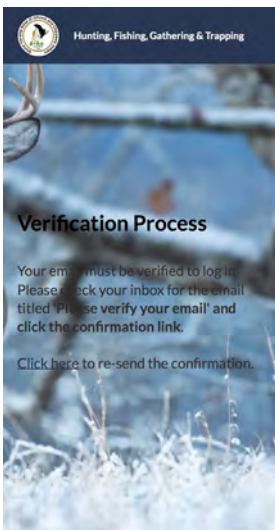 Hunting, Fishing, Gathering & Trapping
Verification Process
Your email must be verified to log in.
Please check your inbox for the email
titled 'Please verify your email' and
click the confirmation link.
Click here to re-send the confirmation.